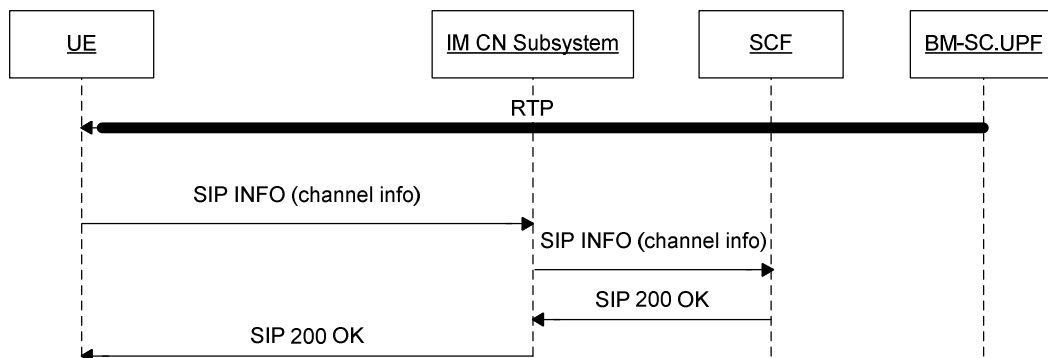 UE
IM CN Subsystem
SCF
BM-SC.UPF
RTP
SIP INFO (channel info)
SIP INFO (channel info)
SIP 200 OK
SIP 200 OK